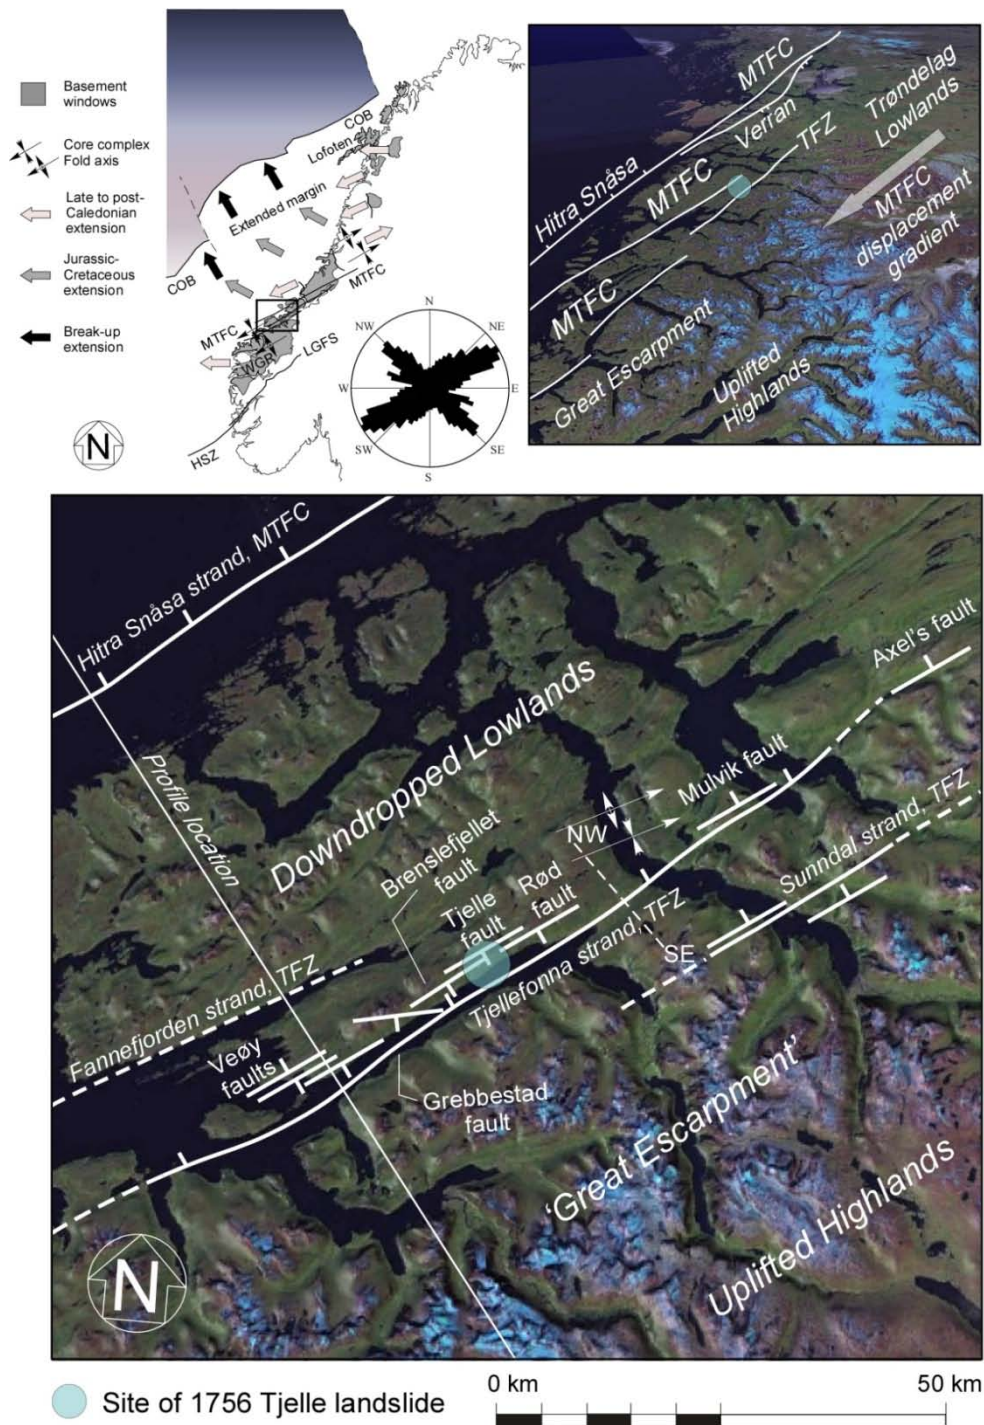 Basement
windows
Core complex
Fold axis
Late to post-
Caledonian
extension
Jurassic-
Cretaceous
extension
Break-up
extension
N
COB
Lofoten
Extended margin
COB
MTFC
MTFC
WGR
LGFS
HSZ
N
NE
E
SE
S
SW
W
NW
MTFC
Verran
Trøndelag
Lowlands
TFZ
Hitra Snåsa
MTFC
MTFC
displacement
gradient
MTFC
Great Escarpment
Uplifted
Highlands
Hitra Snåsa strand, MTFC
Profile location
Downdropped Lowlands
Axel's fault
Mulvik fault
Sunndal strand, TFZ
NW
SE
Brenslefjellet
fault
Tjelle
fault
Rød
fault
Tjellefonna strand, TFZ
Fannefjorden strand, TFZ
Veøy
faults
Grebbestad
fault
'Great Escarpment'
Uplifted Highlands
N
Site of 1756 Tjelle landslide
0 km
50 km